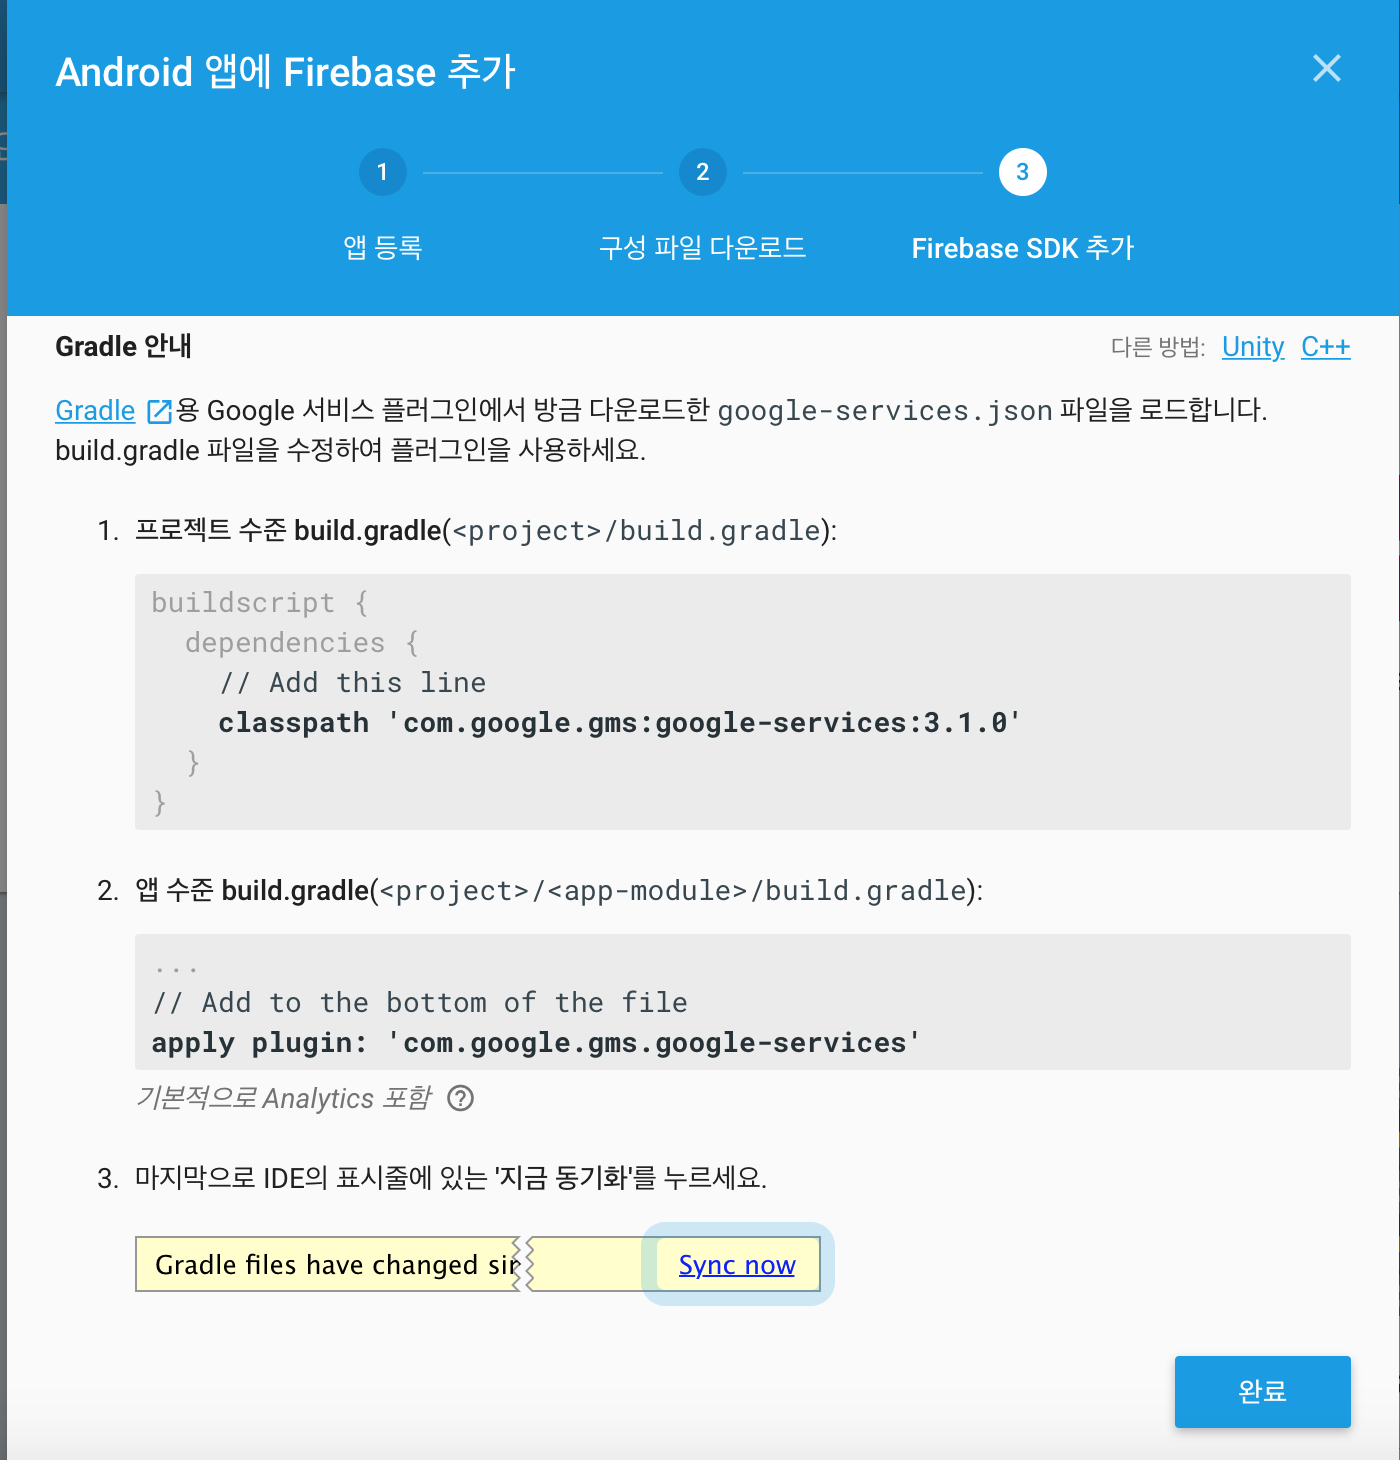 Android 앱에 Firebase 추가
1
2
3
앱 등록
구성 파일 다운로드
Firebase SDK 추가
Gradle 안내
다른 방법: Unity C++
Gradle 용 Google 서비스 플러그인에서 방금 다운로드한 google-services.json 파일을 로드합니다.
build.gradle 파일을 수정하여 플러그인을 사용하세요.
1. 프로젝트 수준 build.gradle(<project>/build.gradle):
buildscript {
dependencies {
// Add this line
classpath 'com.google.gms:google-services:3.1.0'
}
}
2. 앱 수준 build.gradle(<project>/<app-module>/build.gradle):
...
// Add to the bottom of the file
apply plugin: 'com.google.gms.google-services'
기본적으로 Analytics 포함 ?
3. 마지막으로 IDE의 표시줄에 있는 '지금 동기화'를 누르세요.
Gradle files have changed
Sync now
완료